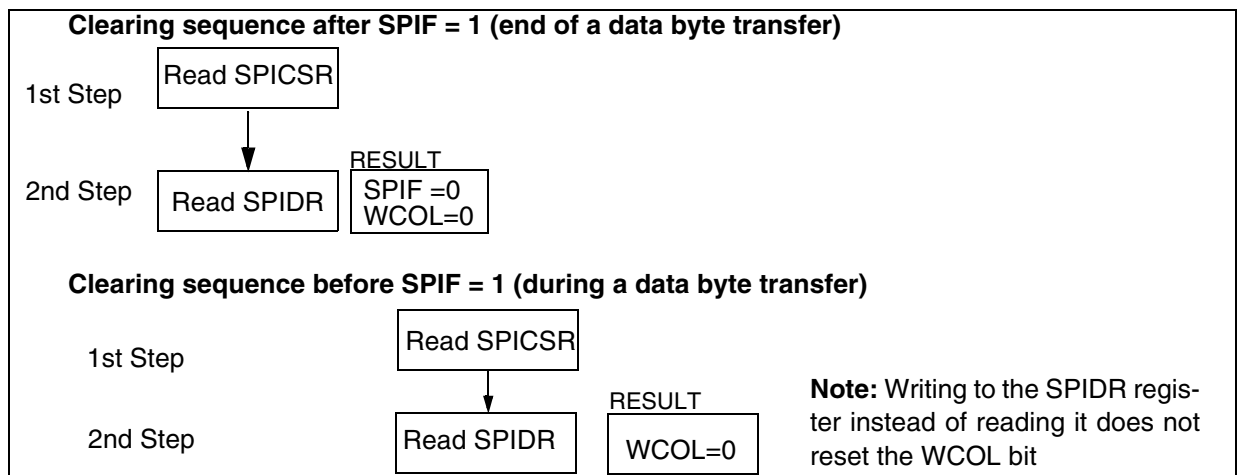 Clearing sequence after SPIF = 1 (end of a data byte transfer)
1st Step
Read SPICSR
RESULT
2nd Step
Read SPIDR
SPIF =0
WCOL=0
Clearing sequence before SPIF = 1 (during a data byte transfer)
1st Step
Read SPICSR
RESULT
2nd Step
Read SPIDR
WCOL=0
Note: Writing to the SPIDR regis-
ter instead of reading it does not
reset the WCOL bit